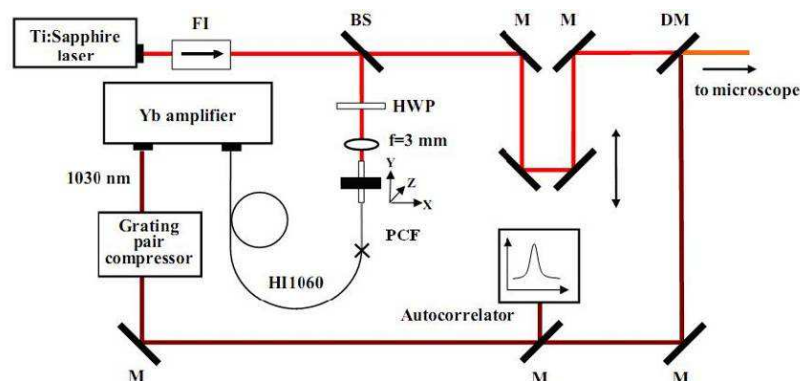 Ti:Sapphire
laser
FI
BS
M
M
DM
to microscope
HWP
Yb amplifier
f=3 mm
1030 nm
Y
Z
X
Grating
pair
compressor
PCF
HI1060
Autocorrelator
M
M
M